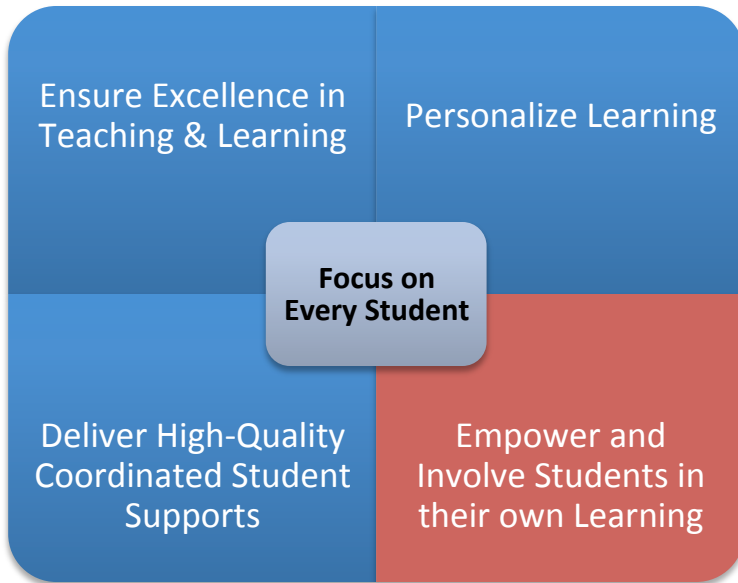 Ensure Excellence in
Teaching & Learning
Personalize Learning
Focus on
Every Student
Deliver High-Quality
Coordinated Student
Supports
Empower and
Involve Students in
their own Learning